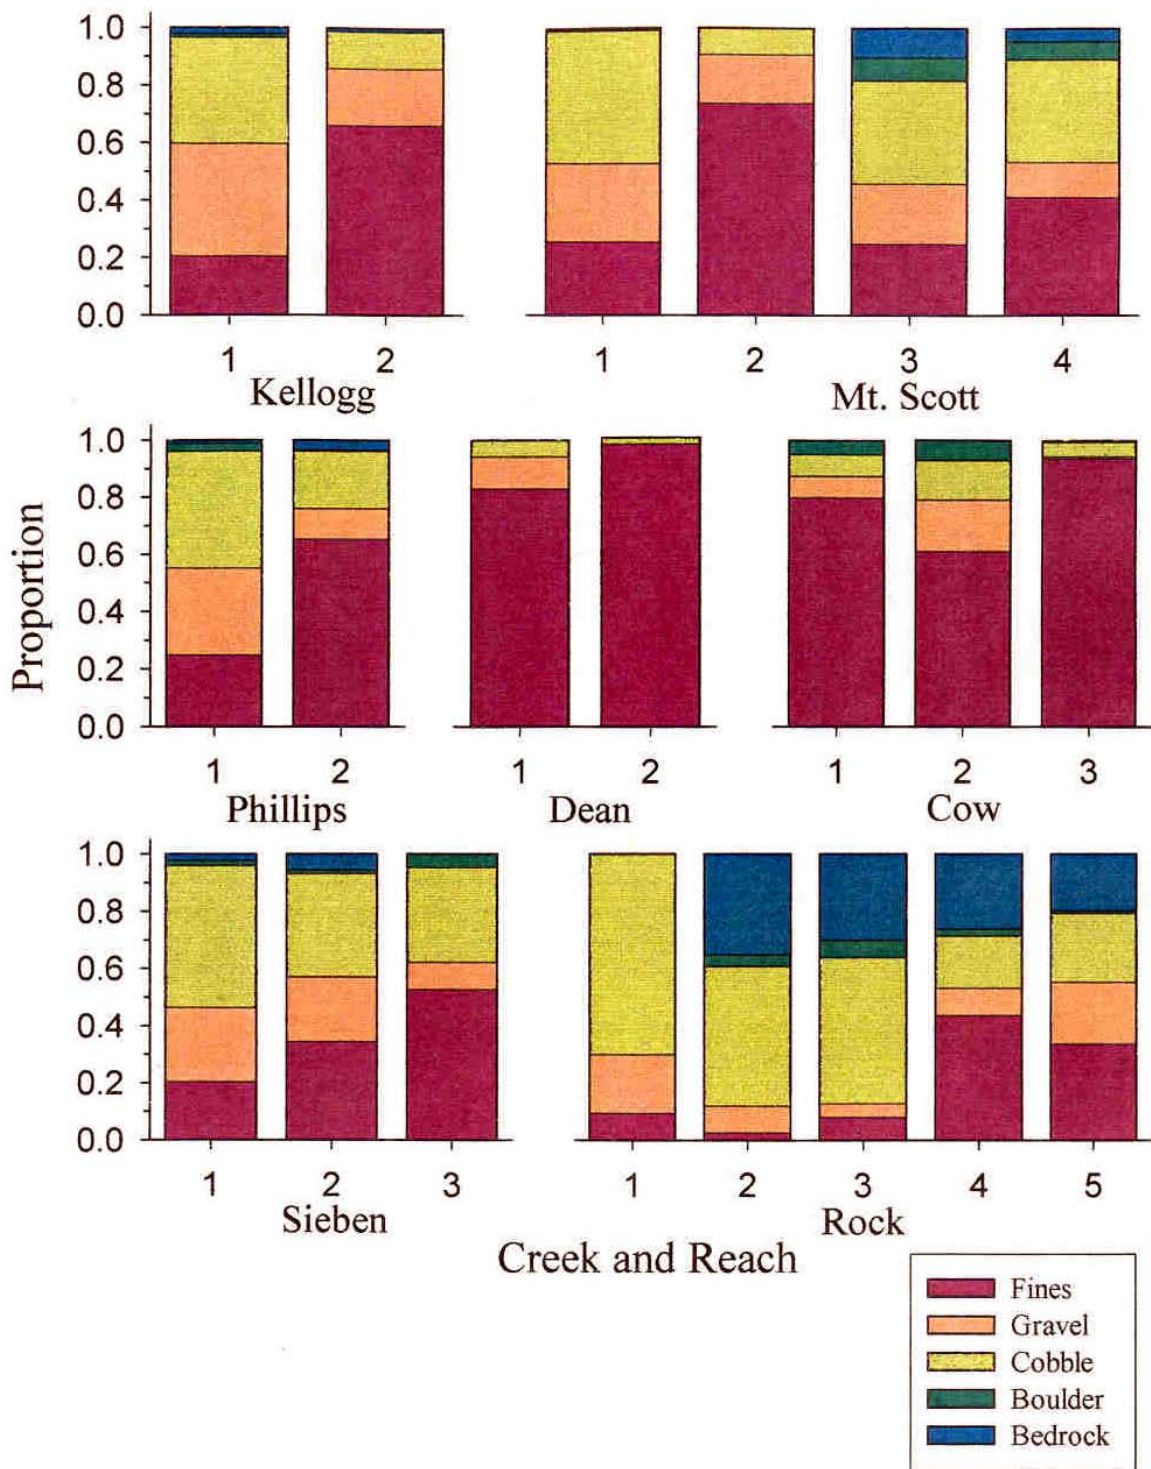 1.0
0.8
0.6
0.4
0.2
0.0
1 2 1 2 3 4
Kellogg Mt. Scott
Proportion
1.0
0.8
0.6
0.4
0.2
0.0
1 2 1 2 1 2 3
Phillips Dean Cow
1.0
0.8
0.6
0.4
0.2
0.0
1 2 3 1 2 3 4 5
Sieben Rock
Creek and Reach
Fines
Gravel
Cobble
Boulder
Bedrock